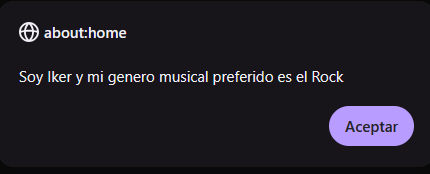 about:home
Soy Iker y mi genero musical preferido es el Rock
Aceptar